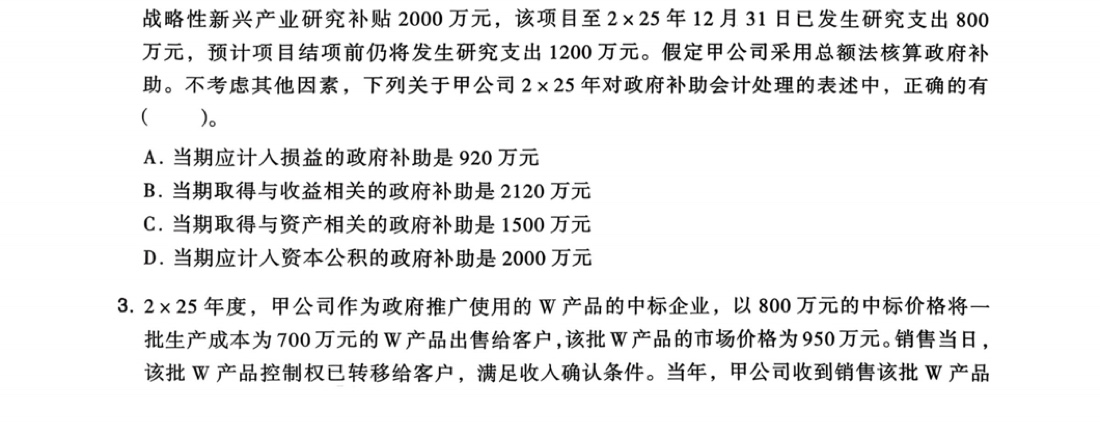 战略性新兴产业研究补贴 2000 万元，该项目至 2×25 年 12 月 31 日已发生研究支出 800
万元，预计项目结项前仍将发生研究支出 1200 万元。假定甲公司采用总额法核算政府补
助。不考虑其他因素，下列关于甲公司 2×25 年对政府补助会计处理的表述中，正确的有
(　　)。
A. 当期应计入损益的政府补助是 920 万元
B. 当期取得与收益相关的政府补助是 2120 万元
C. 当期取得与资产相关的政府补助是 1500 万元
D. 当期应计入资本公积的政府补助是 2000 万元
3. 2×25 年度，甲公司作为政府推广使用的 W 产品的中标企业，以 800 万元的中标价格将一
批生产成本为 700 万元的 W 产品出售给客户，该批 W 产品的市场价格为 950 万元。销售当日，
该批 W 产品控制权已转移给客户，满足收入确认条件。当年，甲公司收到销售该批 W 产品